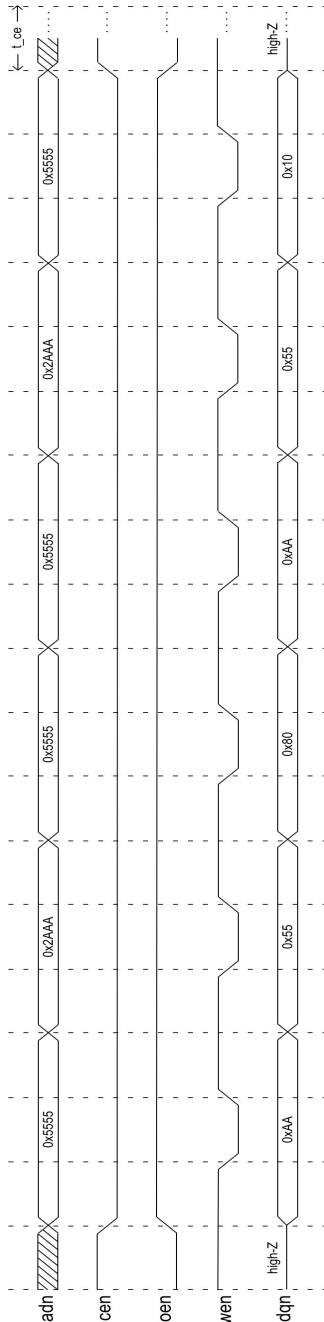 t_ce
adn 0x5555 0x2AAA 0x5555 0x5555 0x2AAA 0x5555 .....
cen .....
oen .....
wen .....
dqn high-Z 0xAA 0x55 0x80 0xAA 0x55 0x10 high-Z .....